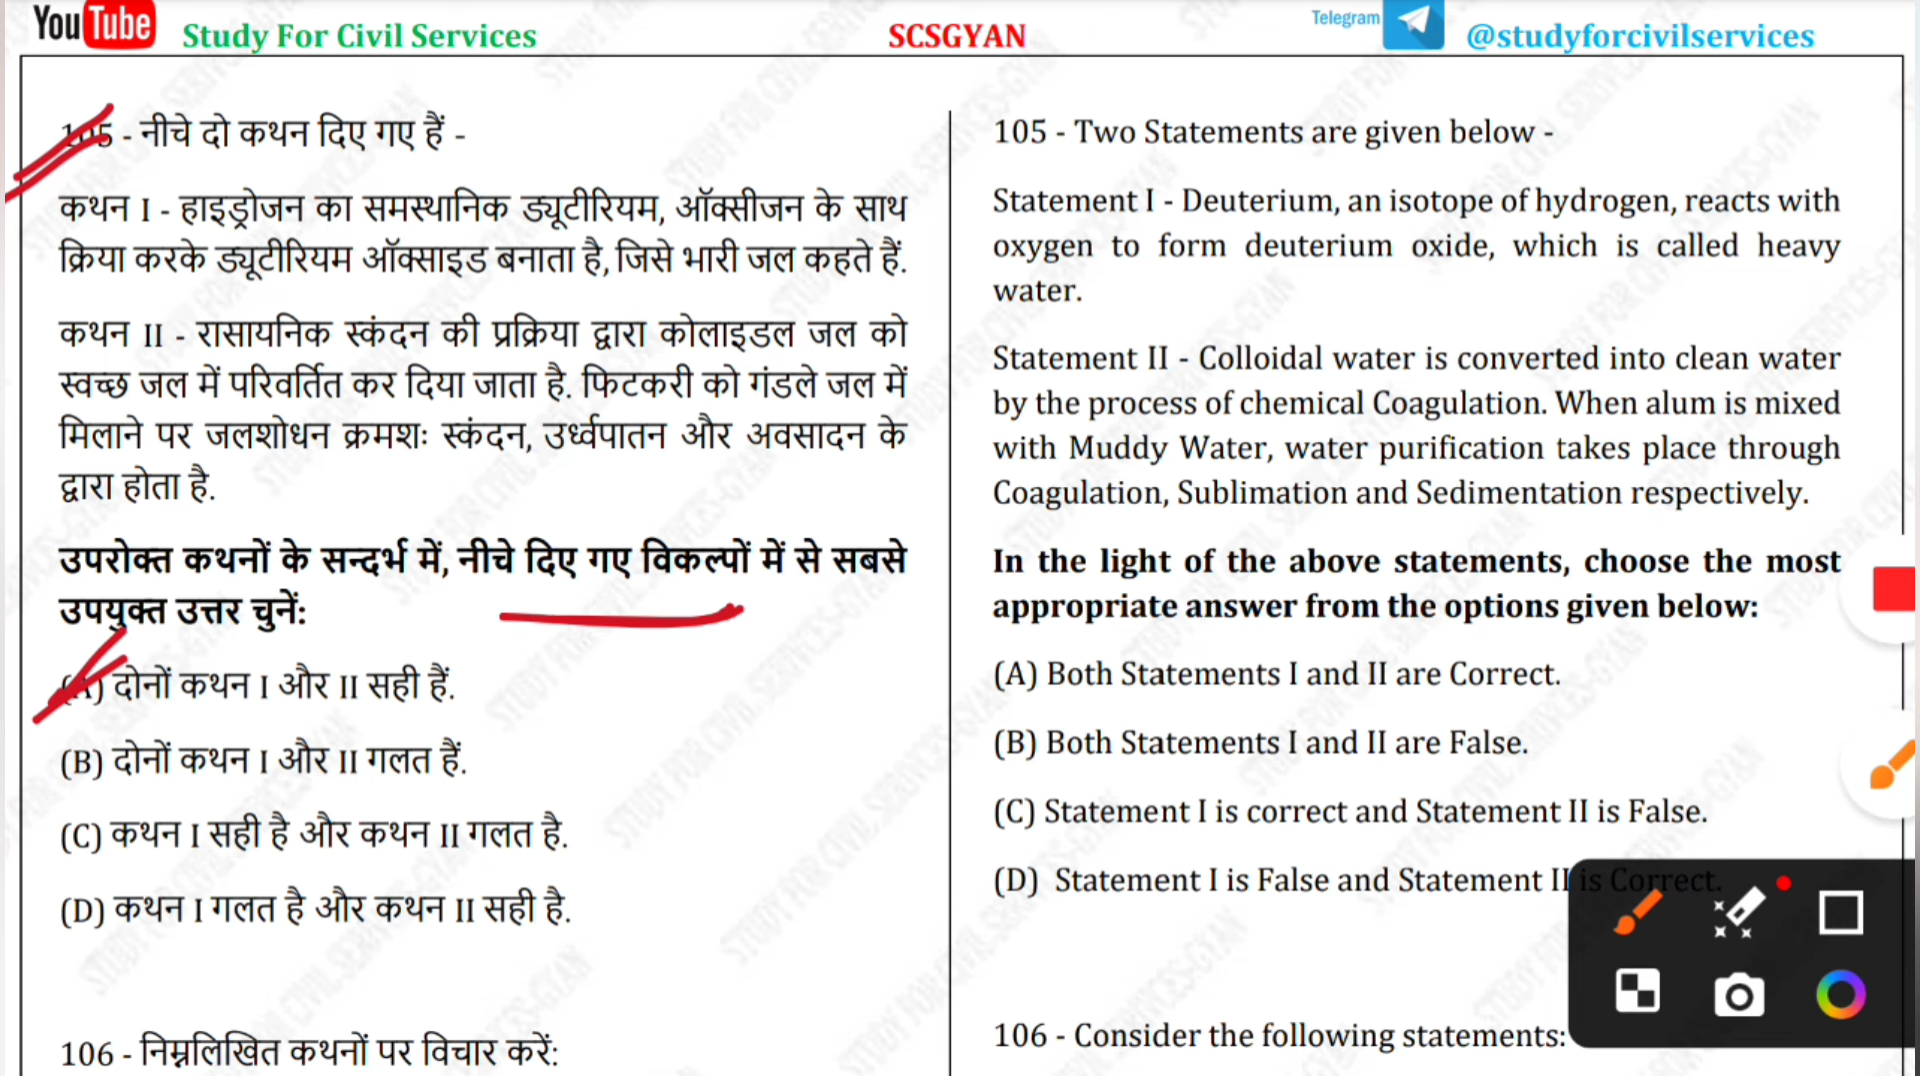 YouTube Study For Civil Services
SCSGYAN
Telegram
@studyforcivilservices
105 - नीचे दो कथन दिए गए हैं -
कथन I - हाइड्रोजन का समस्थानिक ड्यूटीरियम, ऑक्सीजन के साथ
क्रिया करके ड्यूटीरियम ऑक्साइड बनाता है, जिसे भारी जल कहते हैं.
कथन II - रासायनिक स्कंदन की प्रक्रिया द्वारा कोलाइडल जल को
स्वच्छ जल में परिवर्तित कर दिया जाता है. फिटकरी को गंडले जल में
मिलाने पर जलशोधन क्रमशः स्कंदन, उर्ध्वपातन और अवसादन के
द्वारा होता है.
उपरोक्त कथनों के सन्दर्भ में, नीचे दिए गए विकल्पों में से सबसे
उपयुक्त उत्तर चुनें:
(A) दोनों कथन I और II सही हैं.
(B) दोनों कथन I और II गलत हैं.
(C) कथन I सही है और कथन II गलत है.
(D) कथन I गलत है और कथन II सही है.
106 - निम्नलिखित कथनों पर विचार करें:
105 - Two Statements are given below -
Statement I - Deuterium, an isotope of hydrogen, reacts with
oxygen to form deuterium oxide, which is called heavy
water.
Statement II - Colloidal water is converted into clean water
by the process of chemical Coagulation. When alum is mixed
with Muddy Water, water purification takes place through
Coagulation, Sublimation and Sedimentation respectively.
In the light of the above statements, choose the most
appropriate answer from the options given below:
(A) Both Statements I and II are Correct.
(B) Both Statements I and II are False.
(C) Statement I is correct and Statement II is False.
(D) Statement I is False and Statement II is Correct.
106 - Consider the following statements: